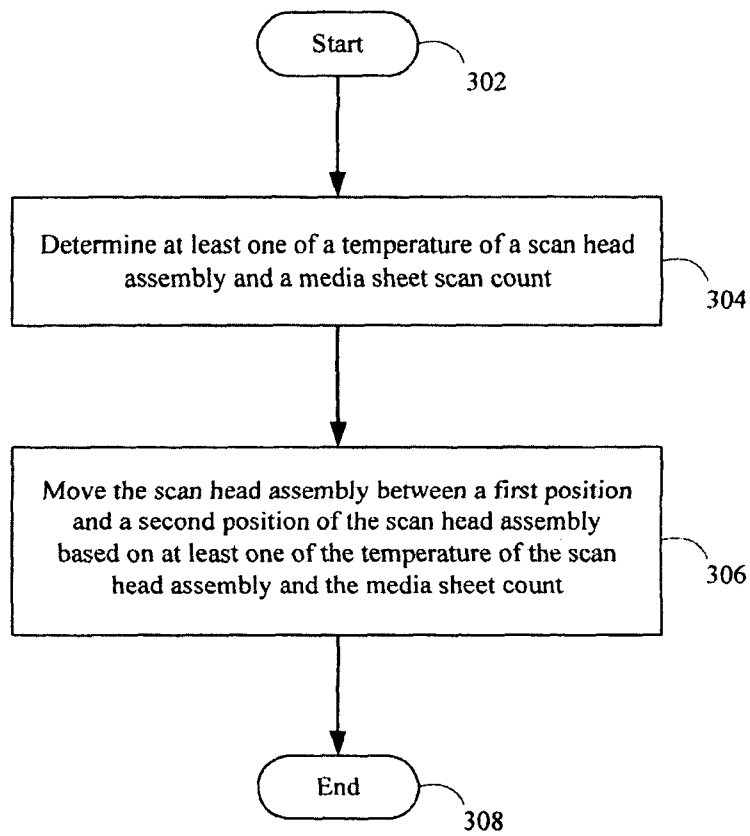 Start
302
Determine at least one of a temperature of a scan head
assembly and a media sheet scan count
304
Move the scan head assembly between a first position
and a second position of the scan head assembly
based on at least one of the temperature of the scan
head assembly and the media sheet count
306
End
308